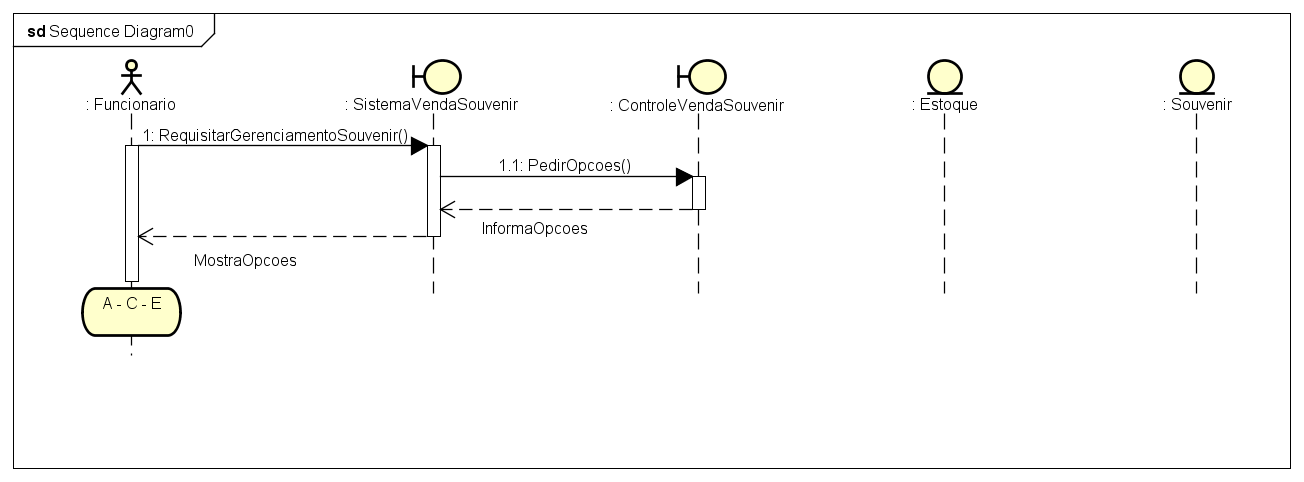 sd Sequence Diagram0
: Funcionario
: SistemaVendaSouvenir
: ControleVendaSouvenir
: Estoque
: Souvenir
1: RequisitarGerenciamentoSouvenir()
1.1: PedirOpcoes()
InformaOpcoes
MostraOpcoes
A - C - E